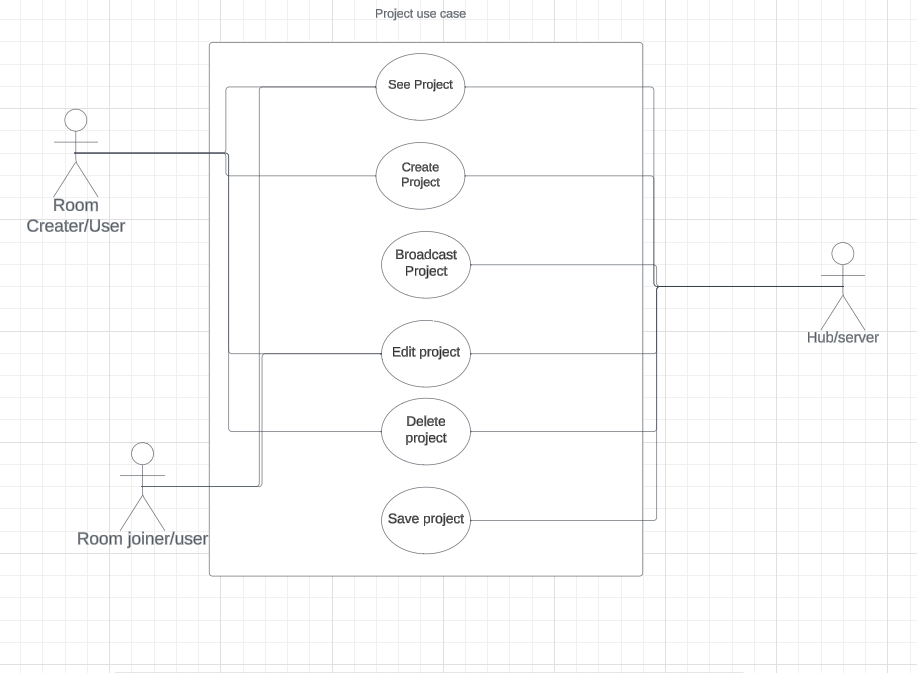 Project use case
See Project
Create
Project
Broadcast
Project
Edit project
Delete
project
Save project
Room
Creater/User
Room joiner/user
Hub/server